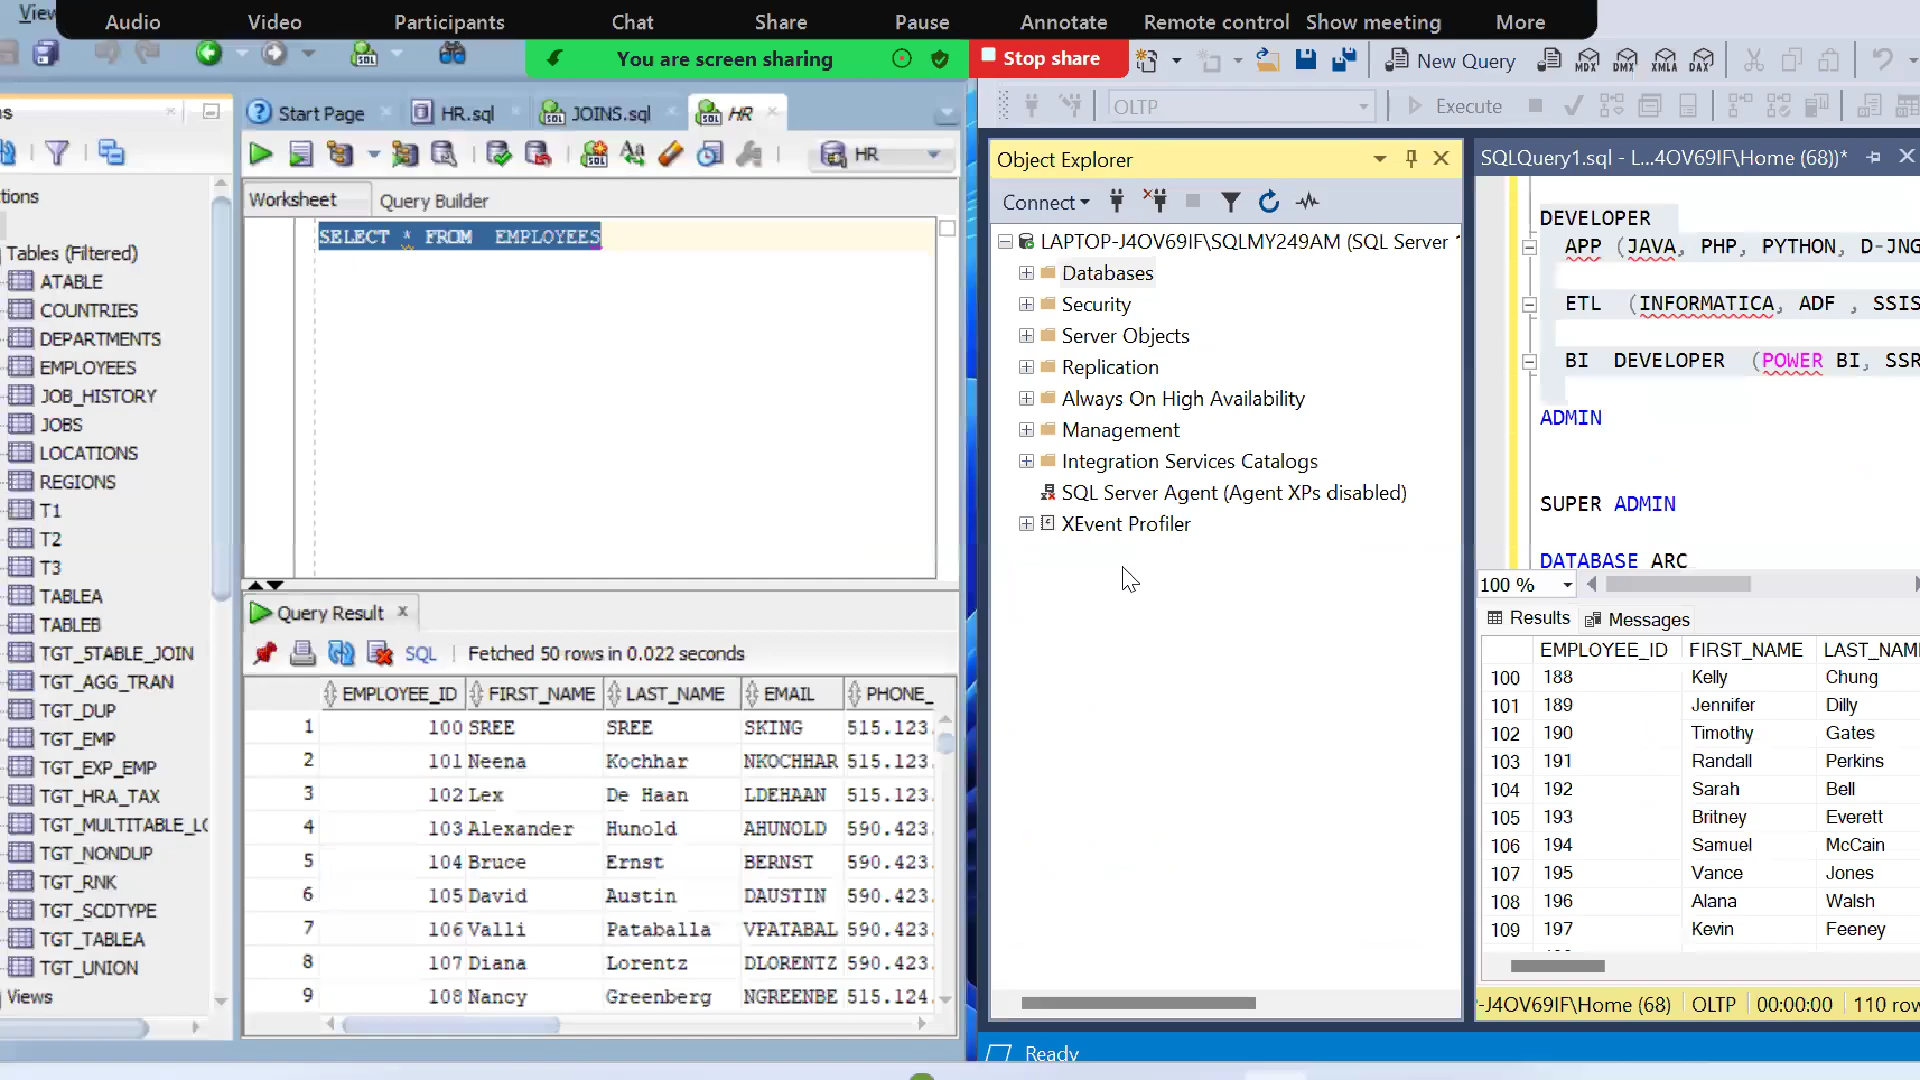 View
Audio Video Participants Chat Share Pause Annotate Remote control Show meeting More
You are screen sharing Stop share
New Query MDX DMX XMLA DAX
OLTP Execute
Start Page HR.sql JOINS.sql HR
HR
Worksheet Query Builder
SELECT * FROM EMPLOYEES
Tables (Filtered)
ATABLE
COUNTRIES
DEPARTMENTS
EMPLOYEES
JOB_HISTORY
JOBS
LOCATIONS
REGIONS
T1
T2
T3
TABLEA
TABLEB
TGT_5TABLE_JOIN
TGT_AGG_TRAN
TGT_DUP
TGT_EMP
TGT_EXP_EMP
TGT_HRA_TAX
TGT_MULTITABLE_LO
TGT_NONDUP
TGT_RNK
TGT_SCDTYPE
TGT_TABLEA
TGT_UNION
Views
Query Result
SQL Fetched 50 rows in 0.022 seconds
EMPLOYEE_ID FIRST_NAME LAST_NAME EMAIL PHONE_
1 100 SREE SREE SKING 515.123.
2 101 Neena Kochhar NKOCHHAR 515.123.
3 102 Lex De Haan LDEHAAN 515.123.
4 103 Alexander Hunold AHUNOLD 590.423.
5 104 Bruce Ernst BERNST 590.423.
6 105 David Austin DAUSTIN 590.423.
7 106 Valli Pataballa VPATABAL 590.423.
8 107 Diana Lorentz DLORENTZ 590.423.
9 108 Nancy Greenberg NGREENBE 515.124.
Object Explorer
Connect
LAPTOP-J4OV69IF\SQLMY249AM (SQL Server
Databases
Security
Server Objects
Replication
Always On High Availability
Management
Integration Services Catalogs
SQL Server Agent (Agent XPs disabled)
XEvent Profiler
SQLQuery1.sql - L...4OV69IF\Home (68))*
DEVELOPER
APP (JAVA, PHP, PYTHON, D-JNG
ETL (INFORMATICA, ADF , SSIS
BI DEVELOPER (POWER BI, SSR
ADMIN
SUPER ADMIN
DATABASE ARC
100 %
Results Messages
EMPLOYEE_ID FIRST_NAME LAST_NAM
100 188 Kelly Chung
101 189 Jennifer Dilly
102 190 Timothy Gates
103 191 Randall Perkins
104 192 Sarah Bell
105 193 Britney Everett
106 194 Samuel McCain
107 195 Vance Jones
108 196 Alana Walsh
109 197 Kevin Feeney
-J4OV69IF\Home (68) OLTP 00:00:00 110 row
Ready